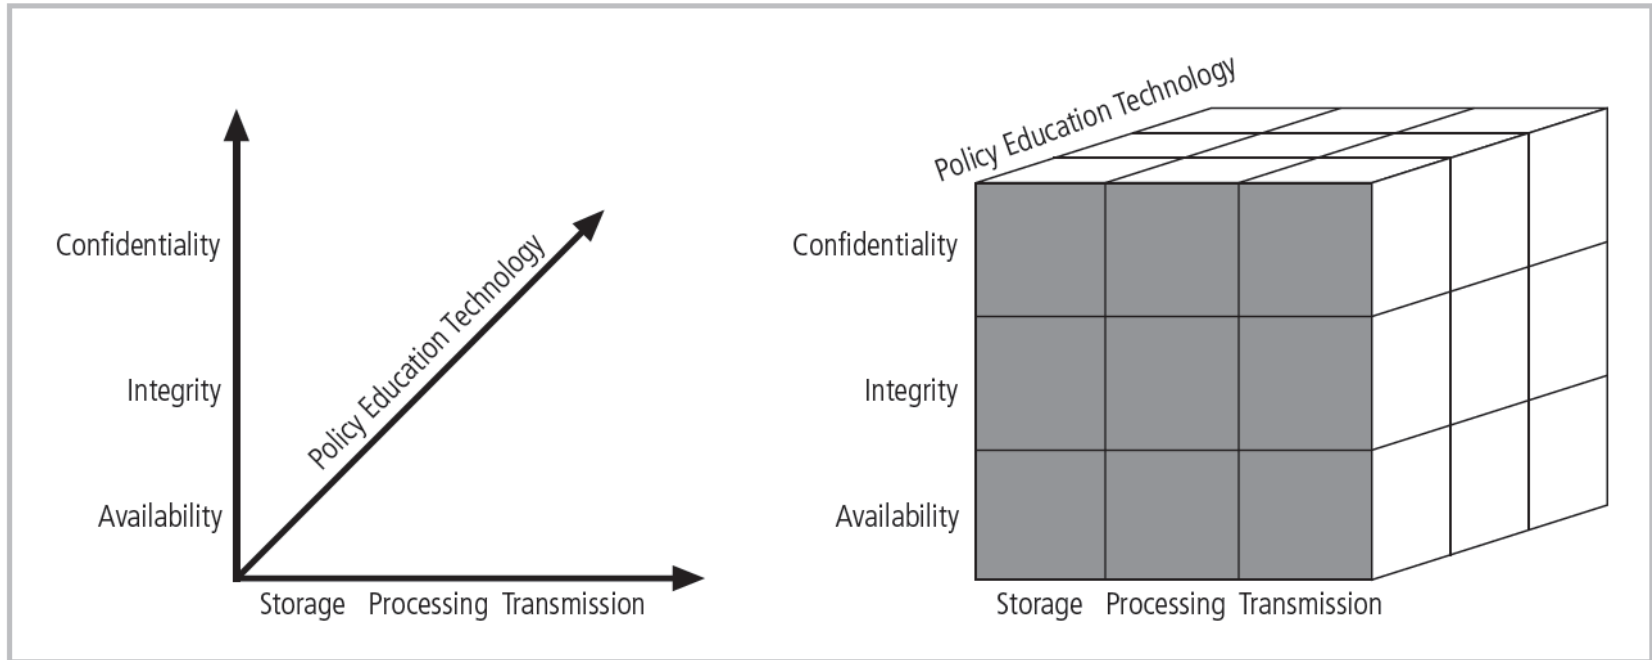 Confidentiality
Integrity
Availability
Policy Education Technology
Storage Processing Transmission
Policy Education Technology
Confidentiality
Integrity
Availability
Storage Processing Transmission